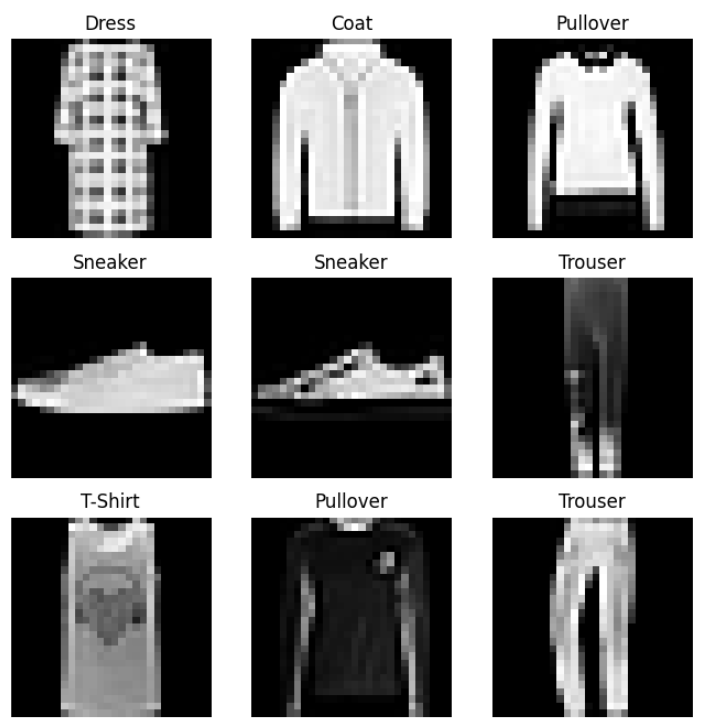 Dress Coat Pullover
Sneaker Sneaker Trouser
T-Shirt Pullover Trouser